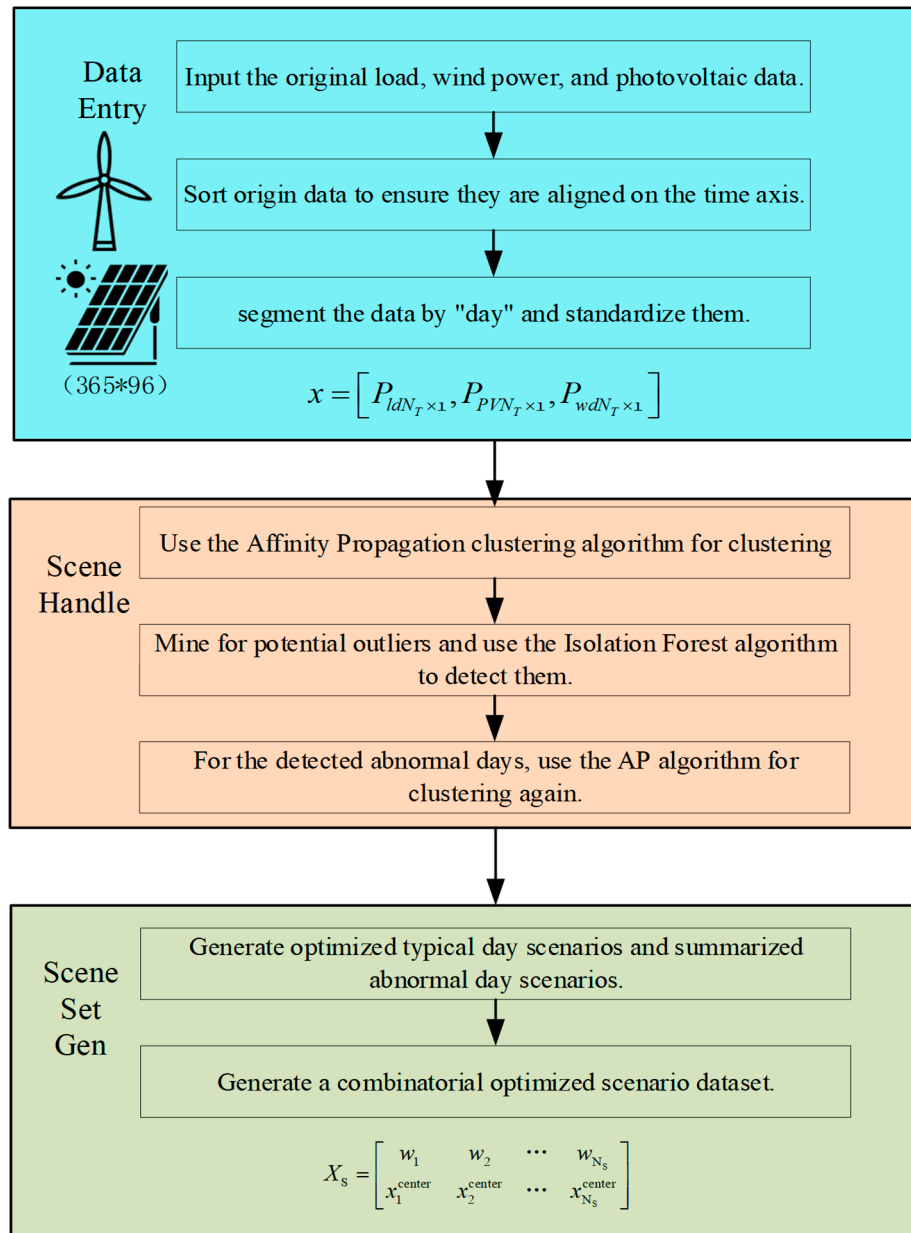 Data
Entry
Input the original load, wind power, and photovoltaic data.
Sort origin data to ensure they are aligned on the time axis.
segment the data by "day" and standardize them.
（365*96）
x = [P_{ldN_T×1}, P_{PVN_T×1}, P_{wdN_T×1}]
Scene
Handle
Use the Affinity Propagation clustering algorithm for clustering
Mine for potential outliers and use the Isolation Forest algorithm
to detect them.
For the detected abnormal days, use the AP algorithm for
clustering again.
Scene
Set
Gen
Generate optimized typical day scenarios and summarized
abnormal day scenarios.
Generate a combinatorial optimized scenario dataset.
X_S = [w_1 w_2 ⋯ w_{N_S}
x_1^{center} x_2^{center} ⋯ x_{N_S}^{center}]